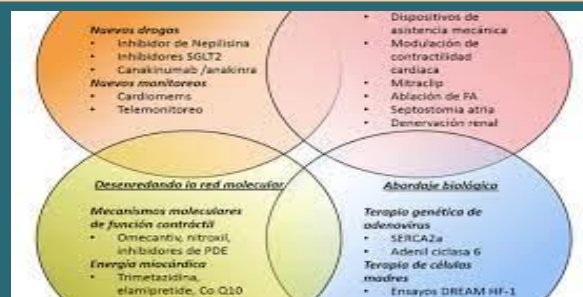 Nuevas drogas
• Inhibidor de Nepilisina
• Inhibidores SGLT2
• Canakinumab /anakinra
Nuevos monitoreos
• Cardiomems
• Telemonitoreo
• Dispositivos de
asistencia mecánica
• Modulación de
contractilidad
cardiaca
• Mitraclip
• Ablación de FA
• Septostomia atria
• Denervación renal
Desenredando la red molecular
Mecanismos moleculares
de función contráctil
• Omecantiv, nitroxil,
inhibidores de PDE
Energía miocárdica
• Trimetazidina,
elamipretide, Co Q10
Abordaje biológico
Terapia genética de
adenovirus
• SERCA2a
• Adenil ciclasa 6
Terapia de células
madres
• Ensayos DREAM HF-1